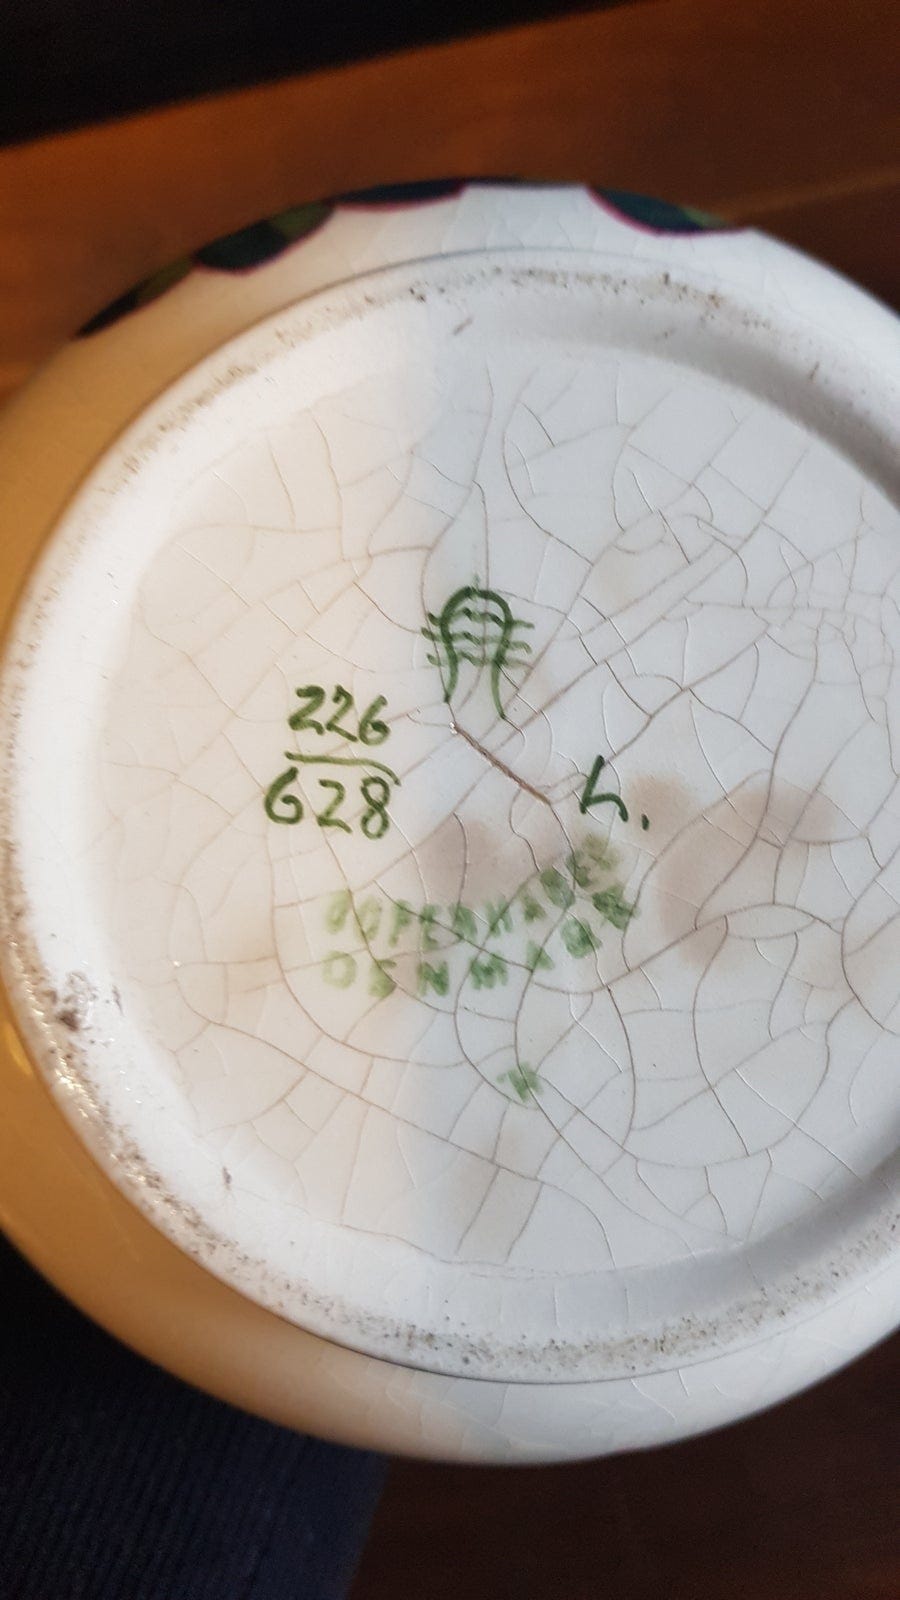 226
628
L.
COPENHAGEN
DENMARK